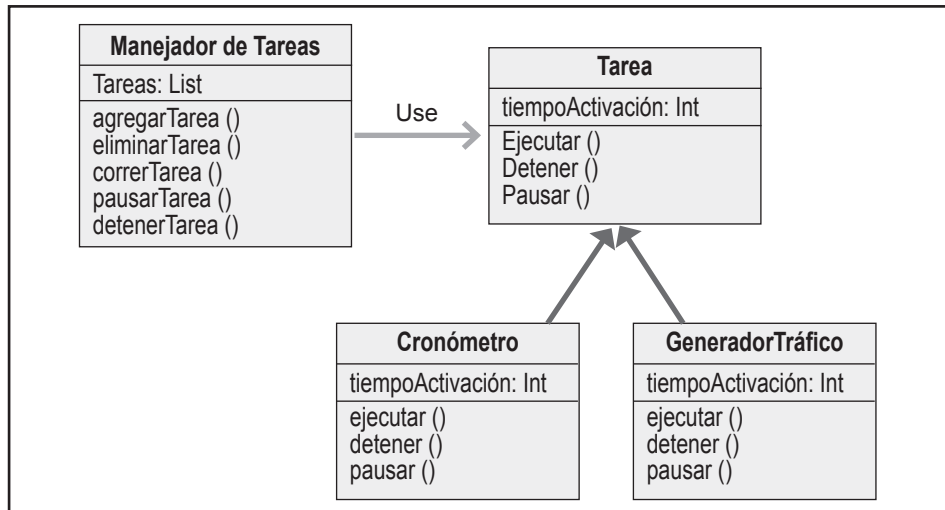 Manejador de Tareas
Tareas: List
agregarTarea ()
eliminarTarea ()
correrTarea ()
pausarTarea ()
detenerTarea ()
Use
Tarea
tiempoActivación: Int
Ejecutar ()
Detener ()
Pausar ()
Cronómetro
tiempoActivación: Int
ejecutar ()
detener ()
pausar ()
GeneradorTráfico
tiempoActivación: Int
ejecutar ()
detener ()
pausar ()